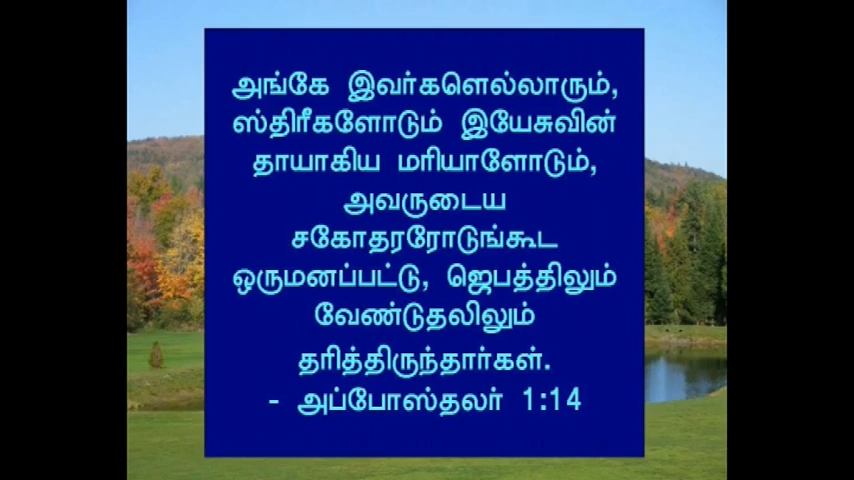 அங்கே இவர்களெல்லாரும்,
ஸ்திரீகளோடும் இயேசுவின்
தாயாகிய மரியாளோடும்,
அவருடைய
சகோதரரோடுங்கூட
ஒருமனப்பட்டு, ஜெபத்திலும்
வேண்டுதலிலும்
தரித்திருந்தார்கள்.
- அப்போஸ்தலர் 1:14